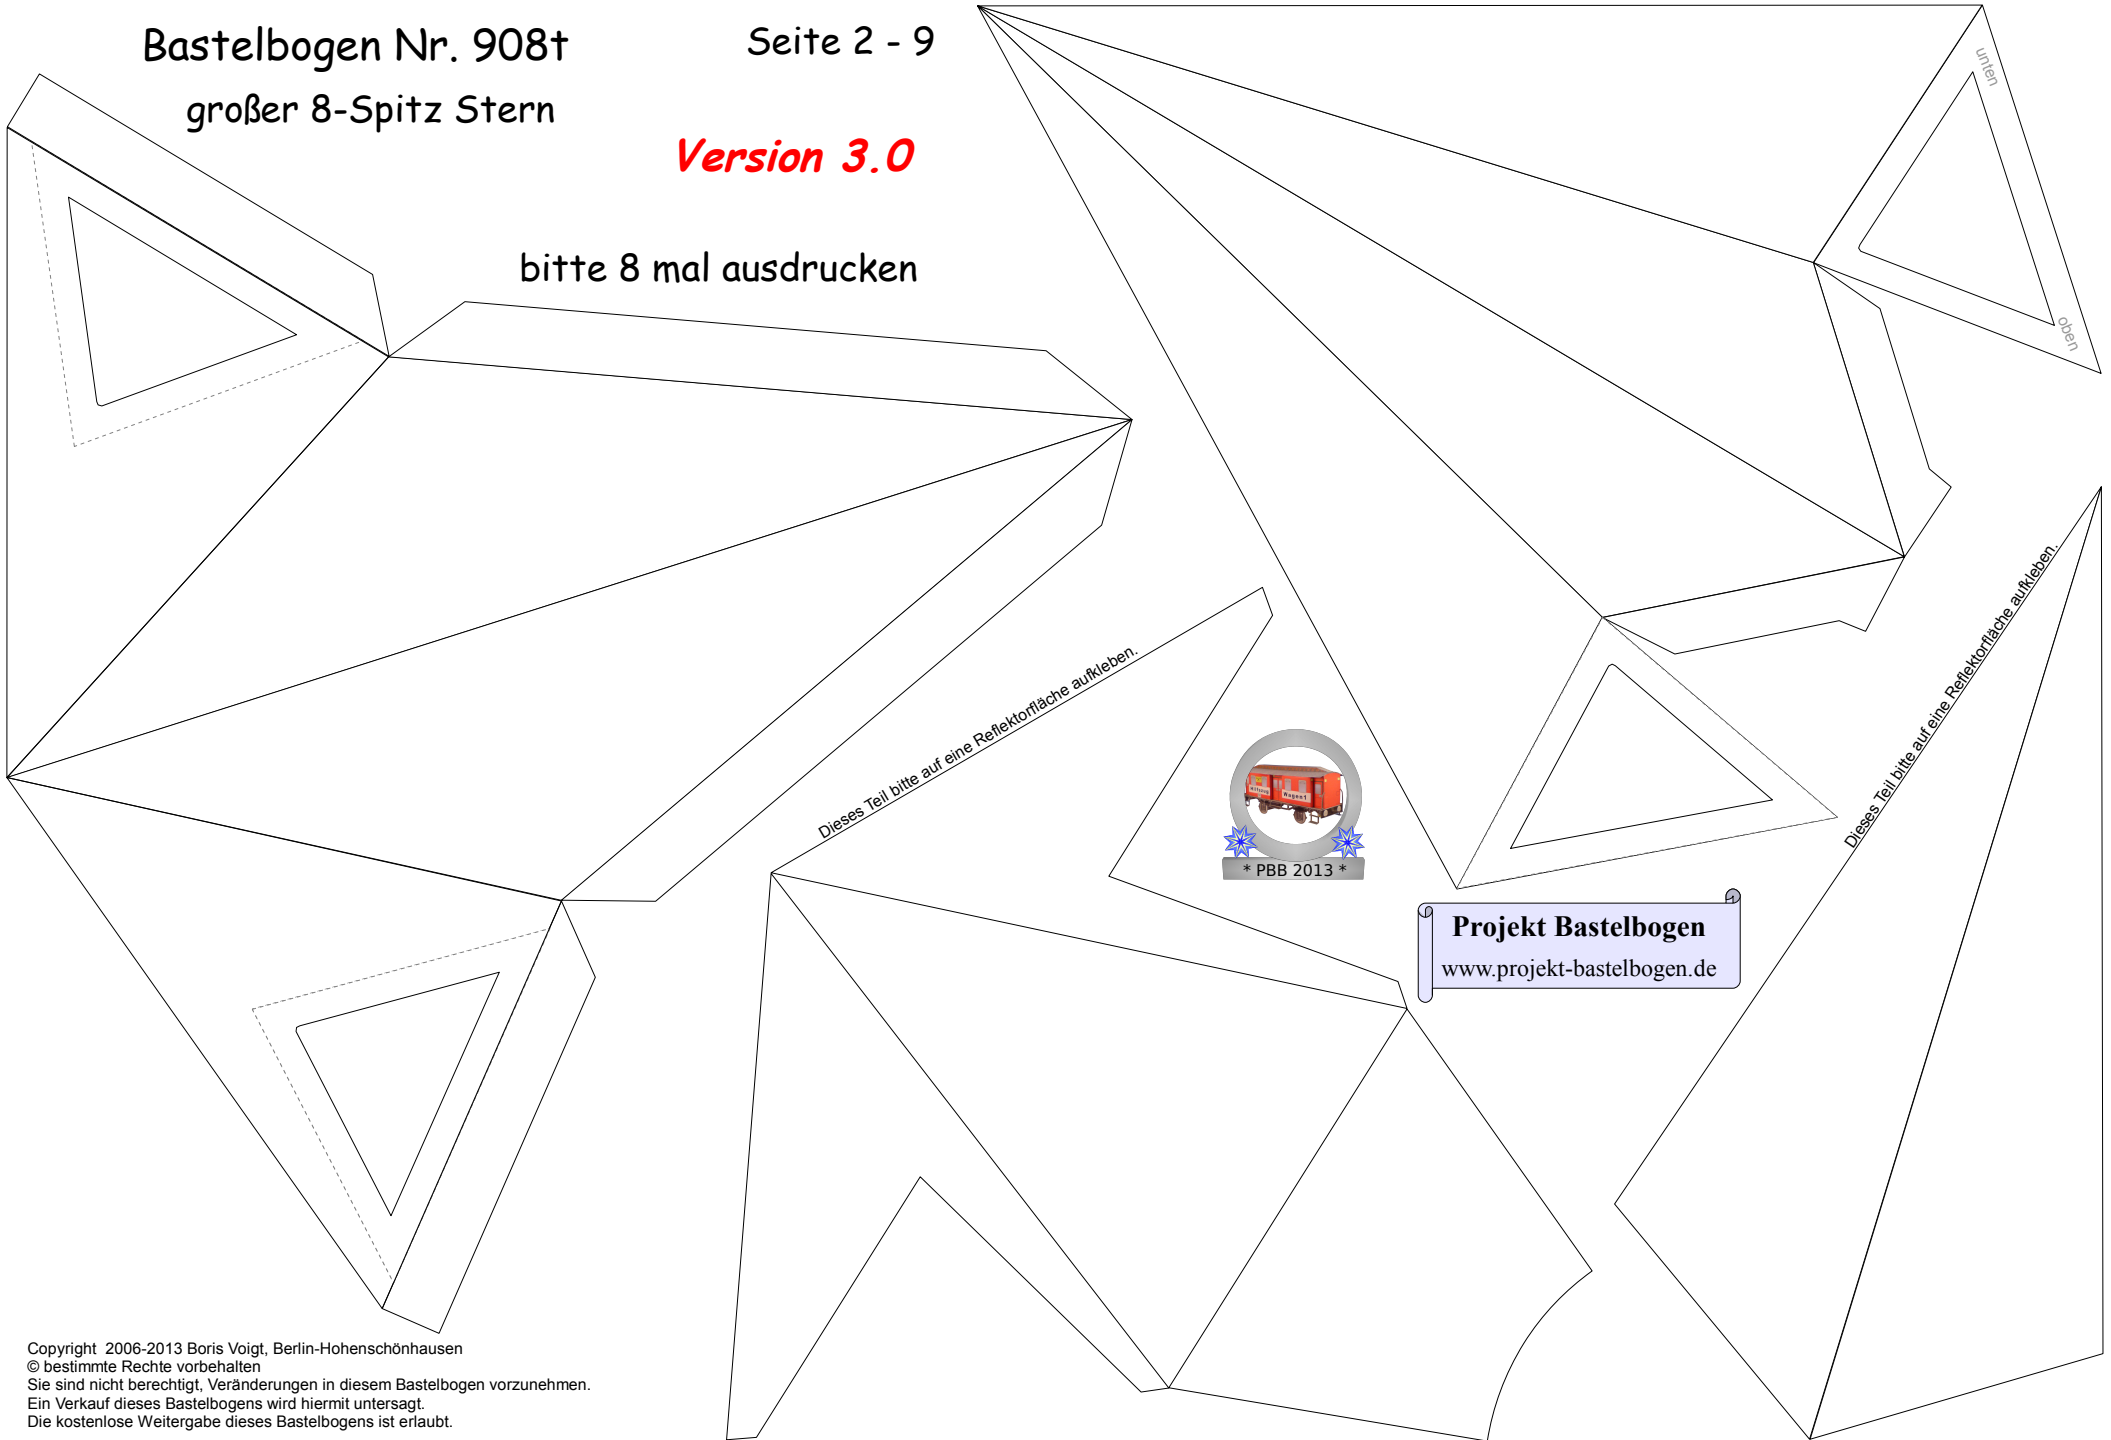 Bastelbogen Nr. 908t
Seite 2 - 9
großer 8-Spitz Stern
Version 3.0
bitte 8 mal ausdrucken
unten
oben
Dieses Teil bitte auf eine Reflektorfläche aufkleben.
Dieses Teil bitte auf eine Reflektorfläche aufkleben.
Wagen1
* PBB 2013 *
Projekt Bastelbogen
www.projekt-bastelbogen.de
Copyright  2006-2013 Boris Voigt, Berlin-Hohenschönhausen
© bestimmte Rechte vorbehalten
Sie sind nicht berechtigt, Veränderungen in diesem Bastelbogen vorzunehmen.
Ein Verkauf dieses Bastelbogens wird hiermit untersagt.
Die kostenlose Weitergabe dieses Bastelbogens ist erlaubt.